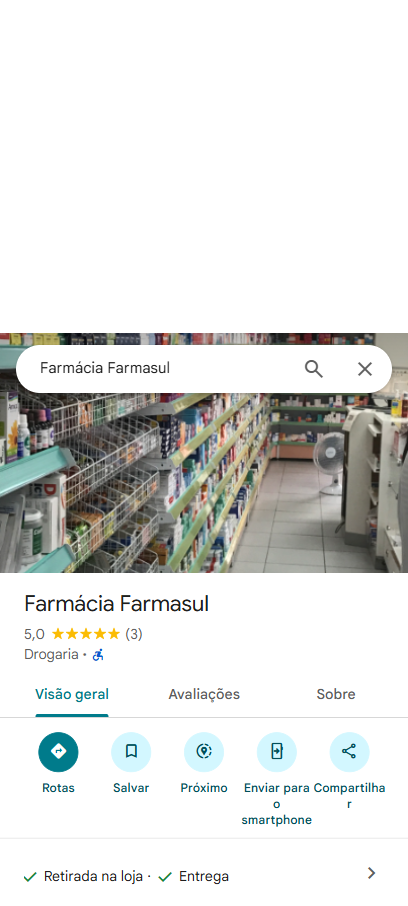 Farmácia Farmasul
Farmácia Farmasul
5,0 (3)
Drogaria ·
Visão geral Avaliações Sobre
Rotas
Salvar
Próximo
Enviar para
o
smartphone
Compartilha
r
Retirada na loja · Entrega